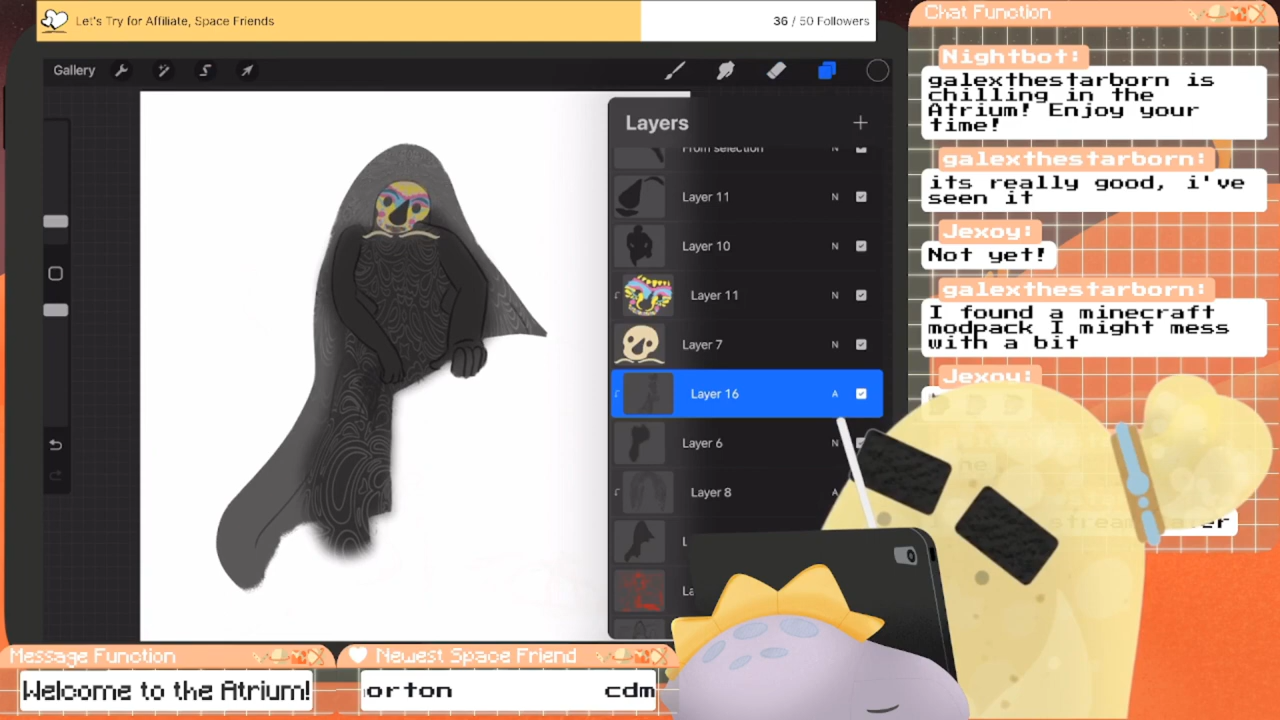 Let's Try for Affiliate, Space Friends
36 / 50 Followers
Gallery
Layers
From selection N
Layer 11 N
Layer 10 N
Layer 11 N
Layer 7 N
Layer 16 A
Layer 6 N
Layer 8 A
Chat Function
Nightbot:
galexthestarborn is
chilling in the
Atrium! Enjoy your
time!
galexthestarborn:
its really good, i've
seen it
Jexoy:
Not yet!
galexthestarborn:
I found a minecraft
modpack I might mess
with a bit
Jexoy:
Message Function
Welcome to the Atrium!
Newest Space Friend
orton cdm